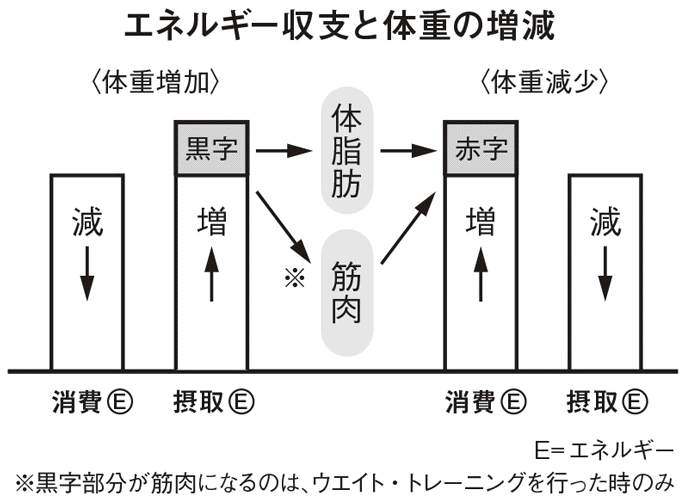 エネルギー収支と体重の増減
〈体重増加〉
〈体重減少〉
黒字
体脂肪
赤字
減
増
増
減
※
筋肉
消費Ⓔ
摂取Ⓔ
消費Ⓔ
摂取Ⓔ
E=エネルギー
※黒字部分が筋肉になるのは、ウエイト・トレーニングを行った時のみ